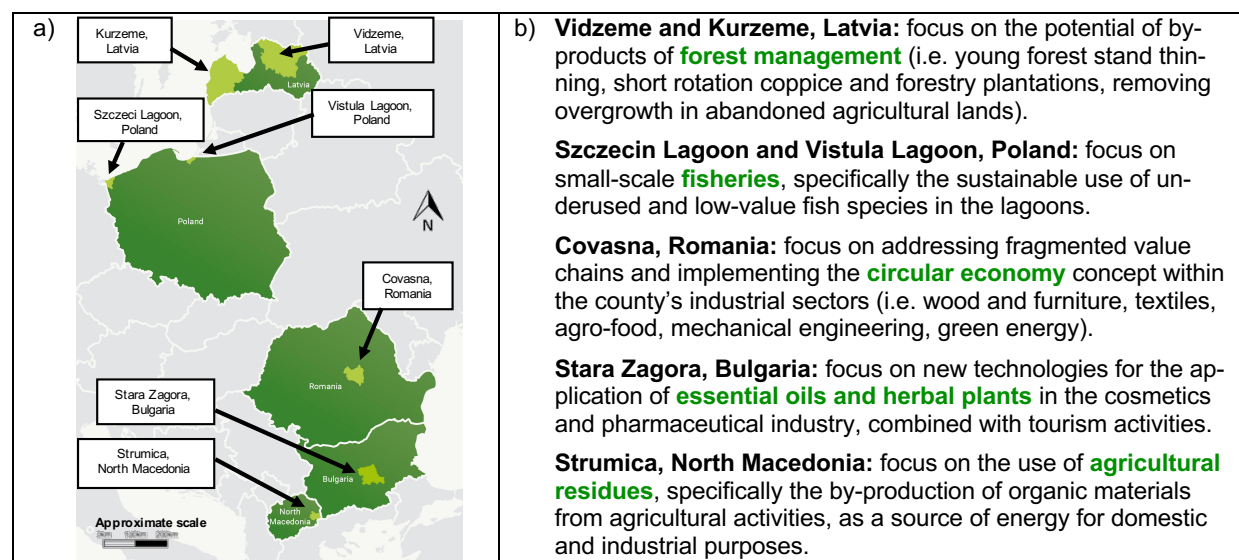 a)
Kurzeme,
Latvia
Vidzeme,
Latvia
Latvia
Szczeci Lagoon,
Poland
Vistula Lagoon,
Poland
Poland
N
Covasna,
Romania
Romania
Stara Zagora,
Bulgaria
Strumica,
North Macedonia
Bulgaria
North
Macedonia
Approximate scale
b) Vidzeme and Kurzeme, Latvia: focus on the potential of by-
products of forest management (i.e. young forest stand thin-
ning, short rotation coppice and forestry plantations, removing
overgrowth in abandoned agricultural lands).
Szczecin Lagoon and Vistula Lagoon, Poland: focus on
small-scale fisheries, specifically the sustainable use of un-
derused and low-value fish species in the lagoons.
Covasna, Romania: focus on addressing fragmented value
chains and implementing the circular economy concept within
the county's industrial sectors (i.e. wood and furniture, textiles,
agro-food, mechanical engineering, green energy).
Stara Zagora, Bulgaria: focus on new technologies for the ap-
plication of essential oils and herbal plants in the cosmetics
and pharmaceutical industry, combined with tourism activities.
Strumica, North Macedonia: focus on the use of agricultural
residues, specifically the by-production of organic materials
from agricultural activities, as a source of energy for domestic
and industrial purposes.